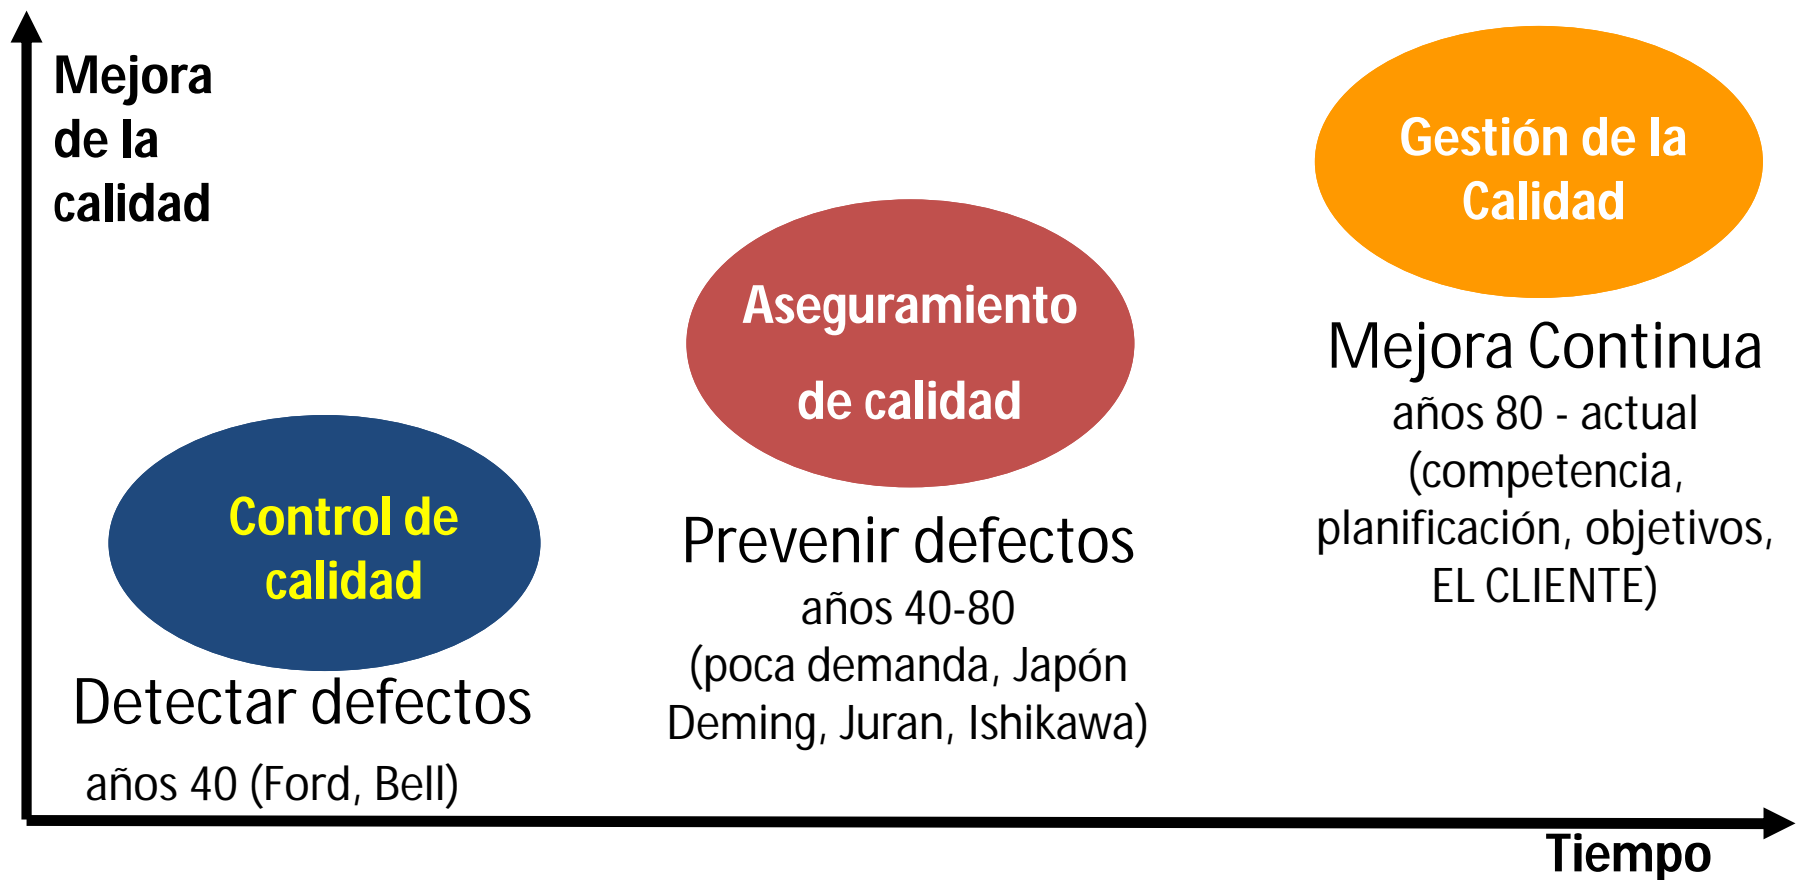 Mejora
de la
calidad
Gestión de la
Calidad
Mejora Continua
años 80 - actual
(competencia,
planificación, objetivos,
EL CLIENTE)
Aseguramiento
de calidad
Prevenir defectos
años 40-80
(poca demanda, Japón
Deming, Juran, Ishikawa)
Control de
calidad
Detectar defectos
años 40 (Ford, Bell)
Tiempo